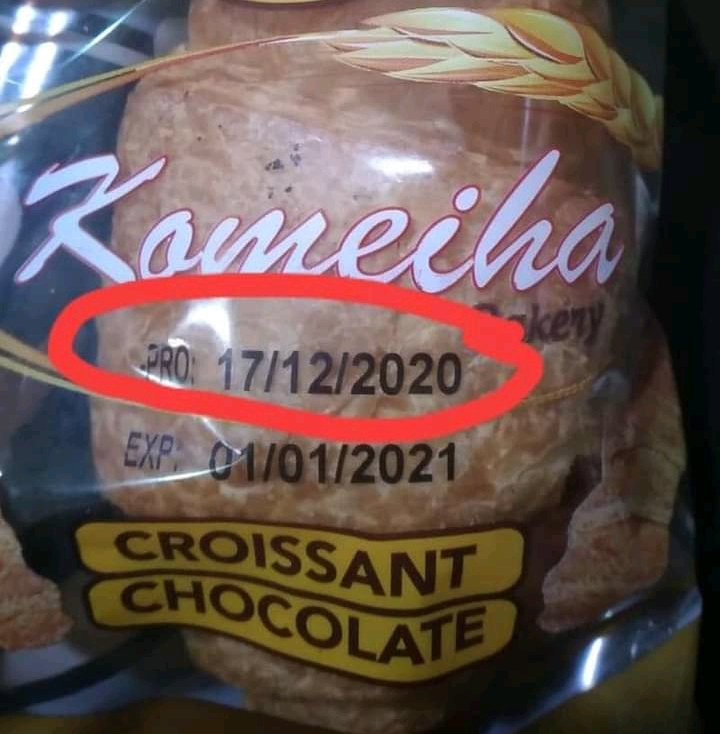 Komeiha
Bakery
PRO: 17/12/2020
EXP: 01/01/2021
CROISSANT
CHOCOLATE